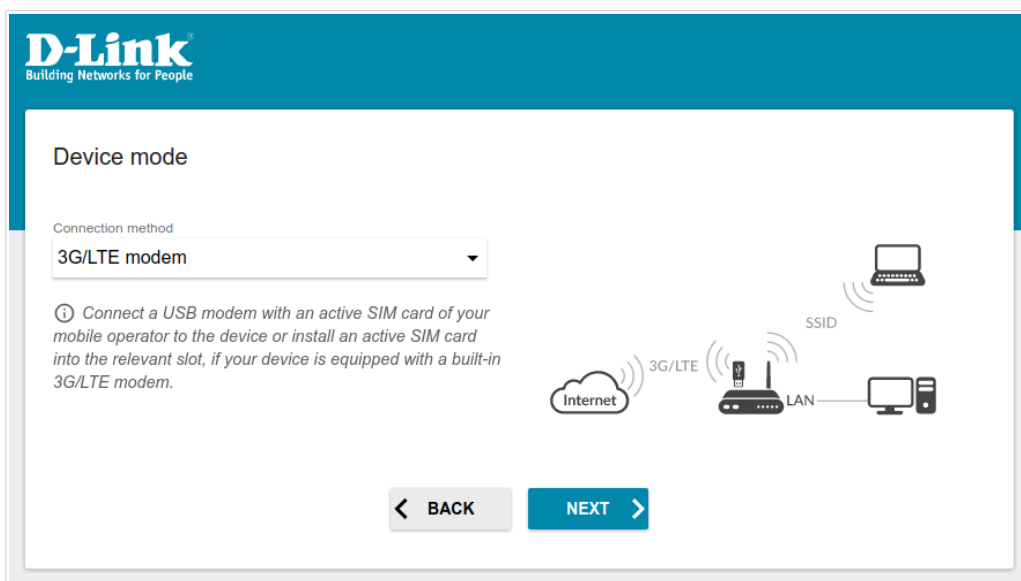 D-Link®
Building Networks for People
Device mode
Connection method
3G/LTE modem
Connect a USB modem with an active SIM card of your
mobile operator to the device or install an active SIM card
into the relevant slot, if your device is equipped with a built-in
3G/LTE modem.
SSID
3G/LTE
Internet
LAN
BACK
NEXT